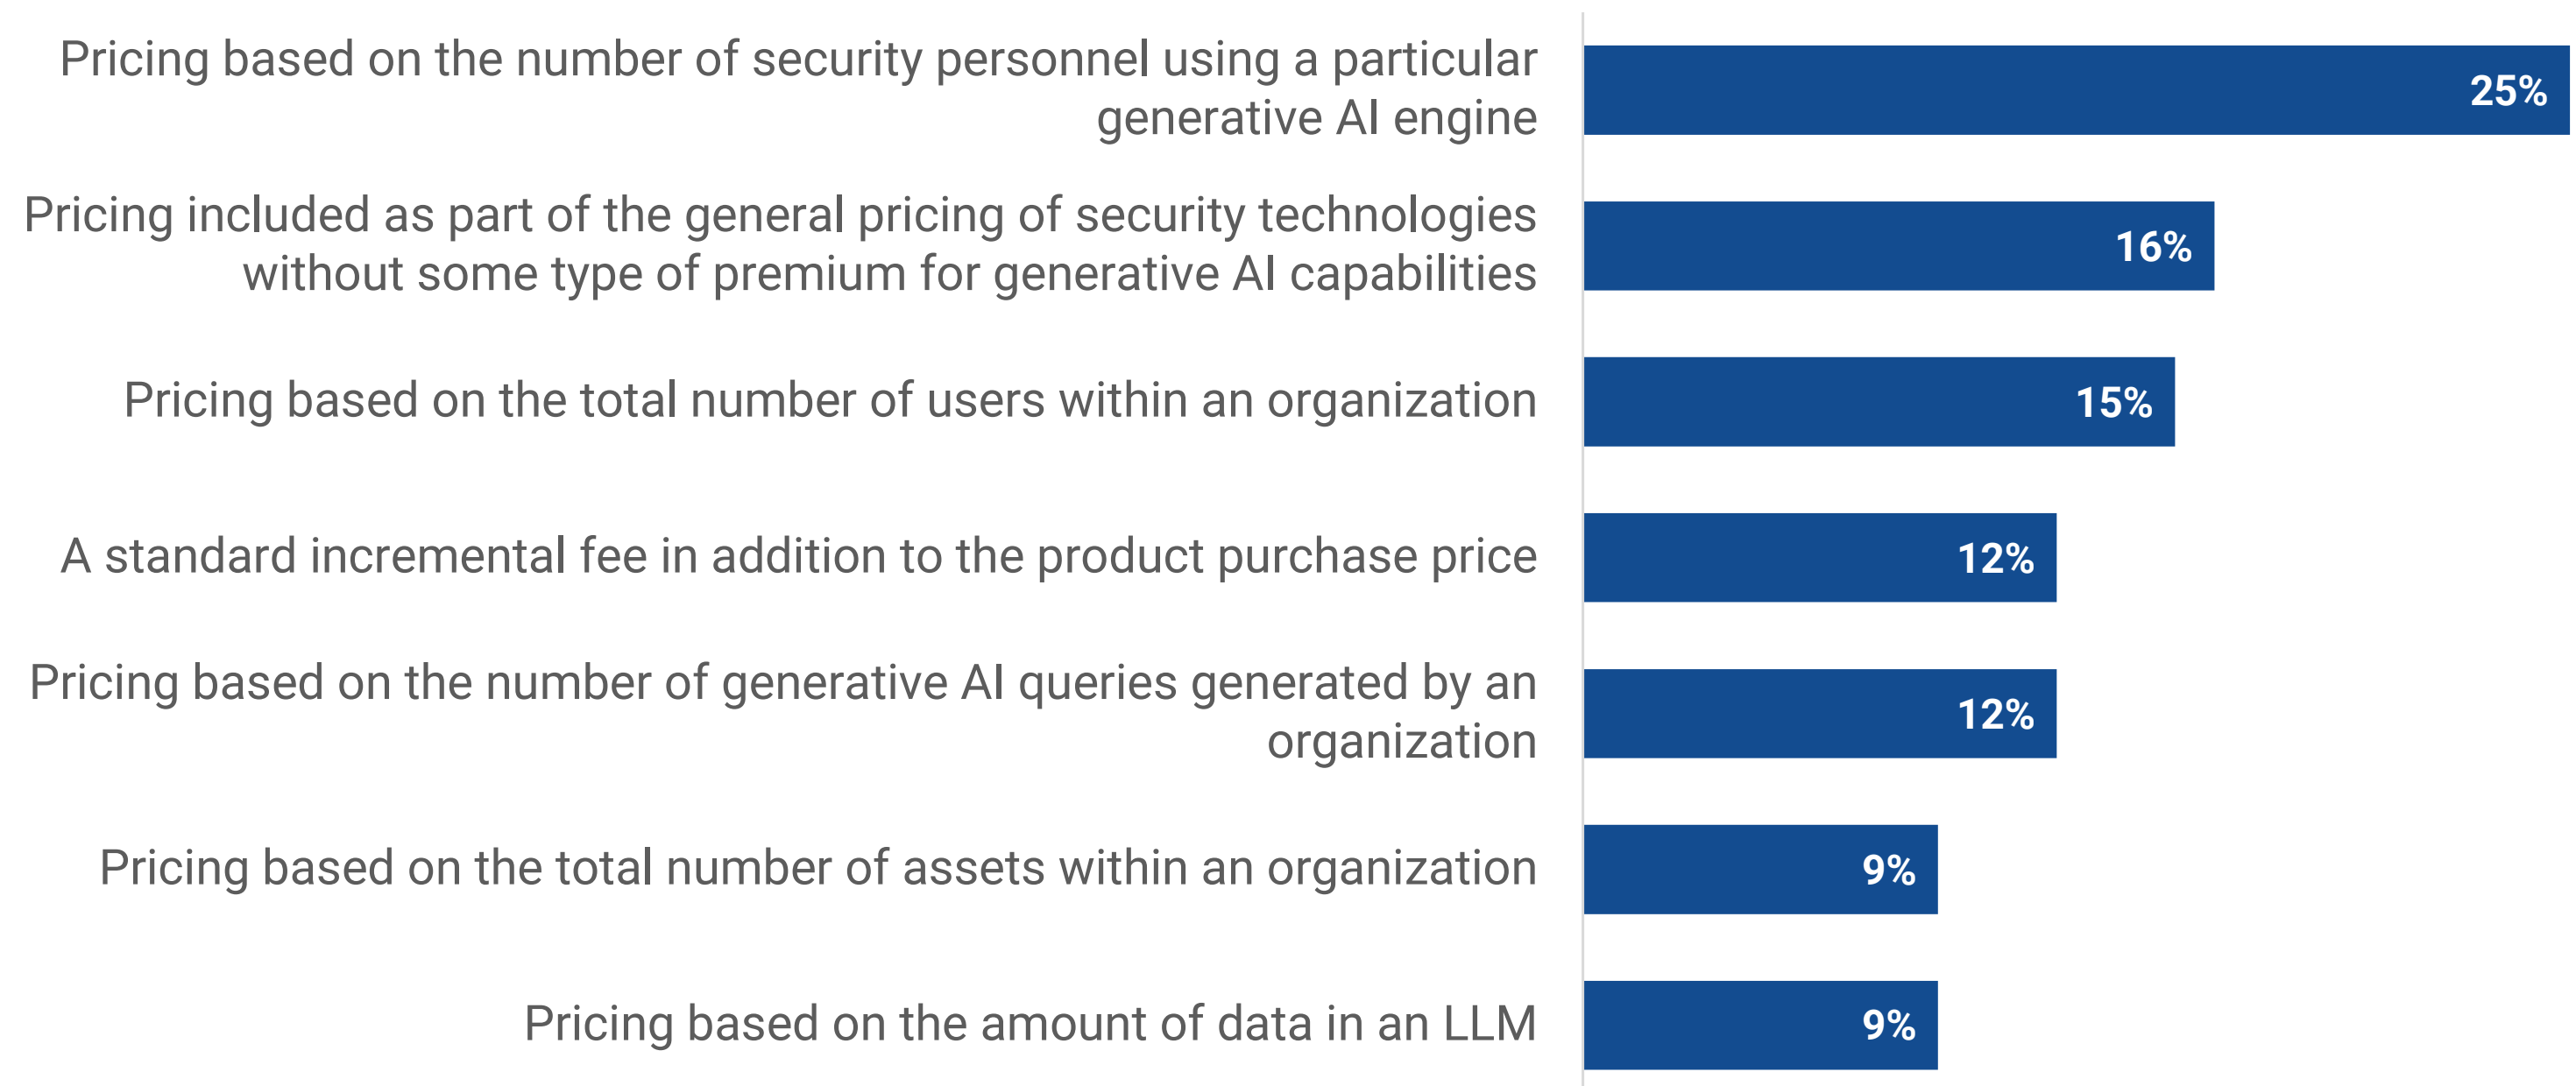 Pricing based on the number of security personnel using a particular
generative AI engine
25%
Pricing included as part of the general pricing of security technologies
without some type of premium for generative AI capabilities
16%
Pricing based on the total number of users within an organization
15%
A standard incremental fee in addition to the product purchase price
12%
Pricing based on the number of generative AI queries generated by an
organization
12%
Pricing based on the total number of assets within an organization
9%
Pricing based on the amount of data in an LLM
9%